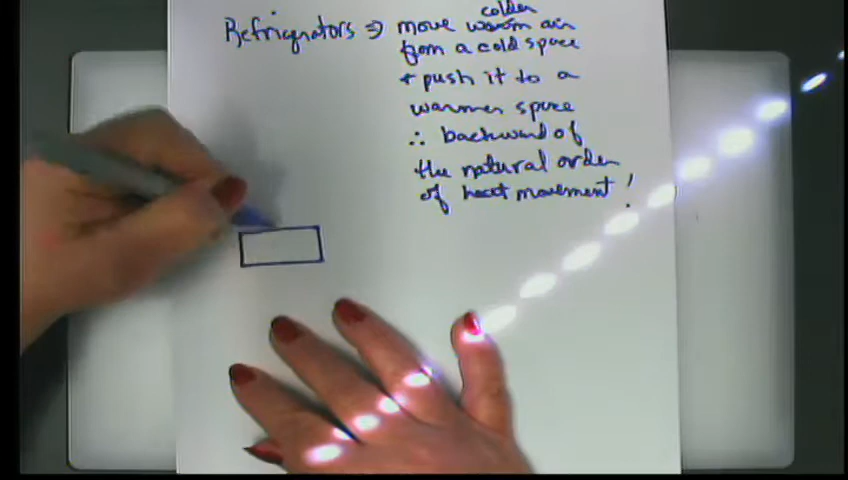 colder
Refrigerators ⇒ move warm air
from a cold space
+ push it to a
warmer space
∴ backward of
the natural order
of heat movement!